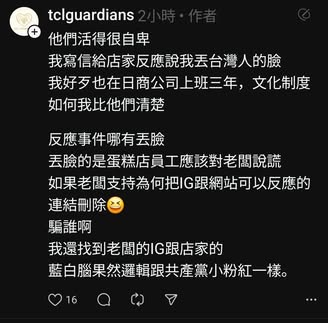 tclguardians 2小時・作者
他們活得很自卑
我寫信給店家反應說我丟台灣人的臉
我好歹也在日商公司上班三年，文化制度
如何我比他們清楚
反應事件哪有丟臉
丟臉的是蛋糕店員工應該對老闆說謊
如果老闆支持為何把IG跟網站可以反應的
連結刪除😆
騙誰啊
我還找到老闆的IG跟店家的
藍白腦果然邏輯跟共產黨小粉紅一樣。
16